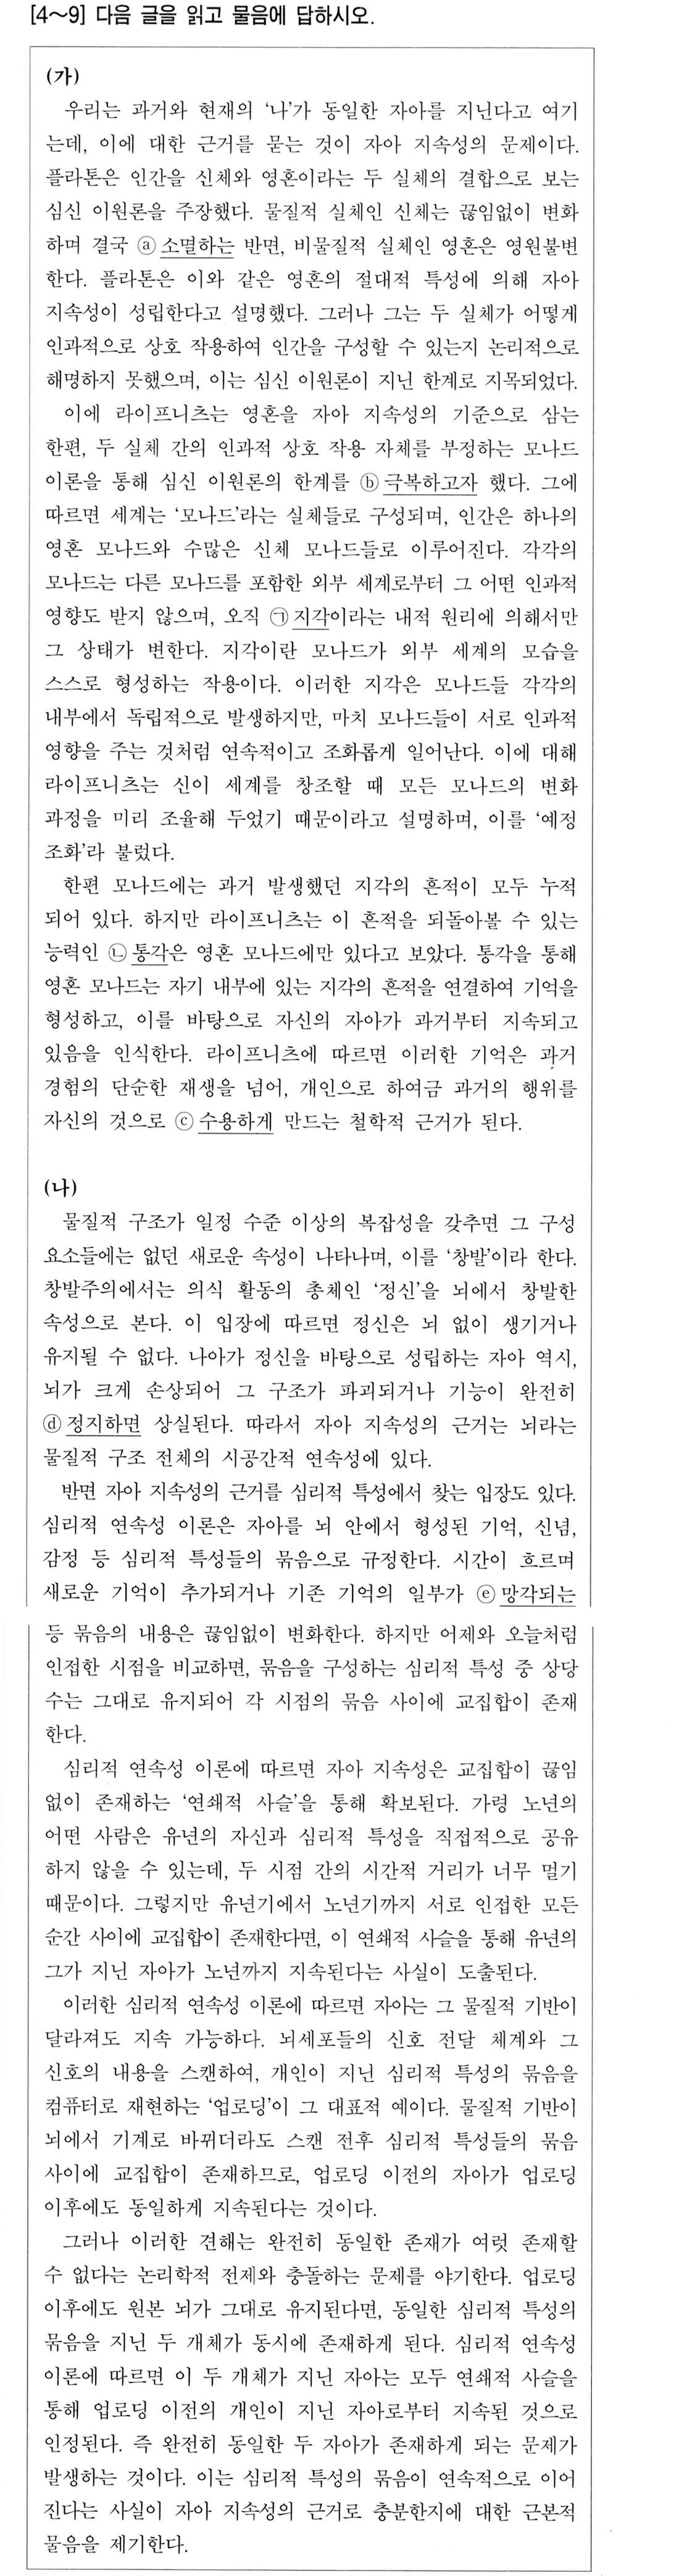 [4~9] 다음 글을 읽고 물음에 답하시오.
(가)
우리는 과거와 현재의 '나'가 동일한 자아를 지닌다고 여기
는데, 이에 대한 근거를 묻는 것이 자아 지속성의 문제이다.
플라톤은 인간을 신체와 영혼이라는 두 실체의 결합으로 보는
심신 이원론을 주장했다. 물질적 실체인 신체는 끊임없이 변화
하며 결국 ⓐ소멸하는 반면, 비물질적 실체인 영혼은 영원불변
한다. 플라톤은 이와 같은 영혼의 절대적 특성에 의해 자아
지속성이 성립한다고 설명했다. 그러나 그는 두 실체가 어떻게
인과적으로 상호 작용하여 인간을 구성할 수 있는지 논리적으로
해명하지 못했으며, 이는 심신 이원론이 지닌 한계로 지목되었다.
이에 라이프니츠는 영혼을 자아 지속성의 기준으로 삼는
한편, 두 실체 간의 인과적 상호 작용 자체를 부정하는 모나드
이론을 통해 심신 이원론의 한계를 ⓑ극복하고자 했다. 그에
따르면 세계는 '모나드'라는 실체들로 구성되며, 인간은 하나의
영혼 모나드와 수많은 신체 모나드들로 이루어진다. 각각의
모나드는 다른 모나드를 포함한 외부 세계로부터 그 어떤 인과적
영향도 받지 않으며, 오직 ㉠지각이라는 내적 원리에 의해서만
그 상태가 변한다. 지각이란 모나드가 외부 세계의 모습을
스스로 형성하는 작용이다. 이러한 지각은 모나드들 각각의
내부에서 독립적으로 발생하지만, 마치 모나드들이 서로 인과적
영향을 주는 것처럼 연속적이고 조화롭게 일어난다. 이에 대해
라이프니츠는 신이 세계를 창조할 때 모든 모나드의 변화
과정을 미리 조율해 두었기 때문이라고 설명하며, 이를 '예정
조화'라 불렀다.
한편 모나드에는 과거 발생했던 지각의 흔적이 모두 누적
되어 있다. 하지만 라이프니츠는 이 흔적을 되돌아볼 수 있는
능력인 ㉡통각은 영혼 모나드에만 있다고 보았다. 통각을 통해
영혼 모나드는 자기 내부에 있는 지각의 흔적을 연결하여 기억을
형성하고, 이를 바탕으로 자신의 자아가 과거부터 지속되고
있음을 인식한다. 라이프니츠에 따르면 이러한 기억은 과거
경험의 단순한 재생을 넘어, 개인으로 하여금 과거의 행위를
자신의 것으로 ⓒ수용하게 만드는 철학적 근거가 된다.
(나)
물질적 구조가 일정 수준 이상의 복잡성을 갖추면 그 구성
요소들에는 없던 새로운 속성이 나타나며, 이를 '창발'이라 한다.
창발주의에서는 의식 활동의 총체인 '정신'을 뇌에서 창발한
속성으로 본다. 이 입장에 따르면 정신은 뇌 없이 생기거나
유지될 수 없다. 나아가 정신을 바탕으로 성립하는 자아 역시,
뇌가 크게 손상되어 그 구조가 파괴되거나 기능이 완전히
ⓓ정지하면 상실된다. 따라서 자아 지속성의 근거는 뇌라는
물질적 구조 전체의 시공간적 연속성에 있다.
반면 자아 지속성의 근거를 심리적 특성에서 찾는 입장도 있다.
심리적 연속성 이론은 자아를 뇌 안에서 형성된 기억, 신념,
감정 등 심리적 특성들의 묶음으로 규정한다. 시간이 흐르며
새로운 기억이 추가되거나 기존 기억의 일부가 ⓔ망각되는
등 묶음의 내용은 끊임없이 변화한다. 하지만 어제와 오늘처럼
인접한 시점을 비교하면, 묶음을 구성하는 심리적 특성 중 상당
수는 그대로 유지되어 각 시점의 묶음 사이에 교집합이 존재
한다.
심리적 연속성 이론에 따르면 자아 지속성은 교집합이 끊임
없이 존재하는 '연쇄적 사슬'을 통해 확보된다. 가령 노년의
어떤 사람은 유년의 자신과 심리적 특성을 직접적으로 공유
하지 않을 수 있는데, 두 시점 간의 시간적 거리가 너무 멀기
때문이다. 그렇지만 유년기에서 노년기까지 서로 인접한 모든
순간 사이에 교집합이 존재한다면, 이 연쇄적 사슬을 통해 유년의
그가 지닌 자아가 노년까지 지속된다는 사실이 도출된다.
이러한 심리적 연속성 이론에 따르면 자아는 그 물질적 기반이
달라져도 지속 가능하다. 뇌세포들의 신호 전달 체계와 그
신호의 내용을 스캔하여, 개인이 지닌 심리적 특성의 묶음을
컴퓨터로 재현하는 '업로딩'이 그 대표적 예이다. 물질적 기반이
뇌에서 기계로 바뀌더라도 스캔 전후 심리적 특성들의 묶음
사이에 교집합이 존재하므로, 업로딩 이전의 자아가 업로딩
이후에도 동일하게 지속된다는 것이다.
그러나 이러한 견해는 완전히 동일한 존재가 여럿 존재할
수 없다는 논리학적 전제와 충돌하는 문제를 야기한다. 업로딩
이후에도 원본 뇌가 그대로 유지된다면, 동일한 심리적 특성의
묶음을 지닌 두 개체가 동시에 존재하게 된다. 심리적 연속성
이론에 따르면 이 두 개체가 지닌 자아는 모두 연쇄적 사슬을
통해 업로딩 이전의 개인이 지닌 자아로부터 지속된 것으로
인정된다. 즉 완전히 동일한 두 자아가 존재하게 되는 문제가
발생하는 것이다. 이는 심리적 특성의 묶음이 연속적으로 이어
진다는 사실이 자아 지속성의 근거로 충분한지에 대한 근본적
물음을 제기한다.